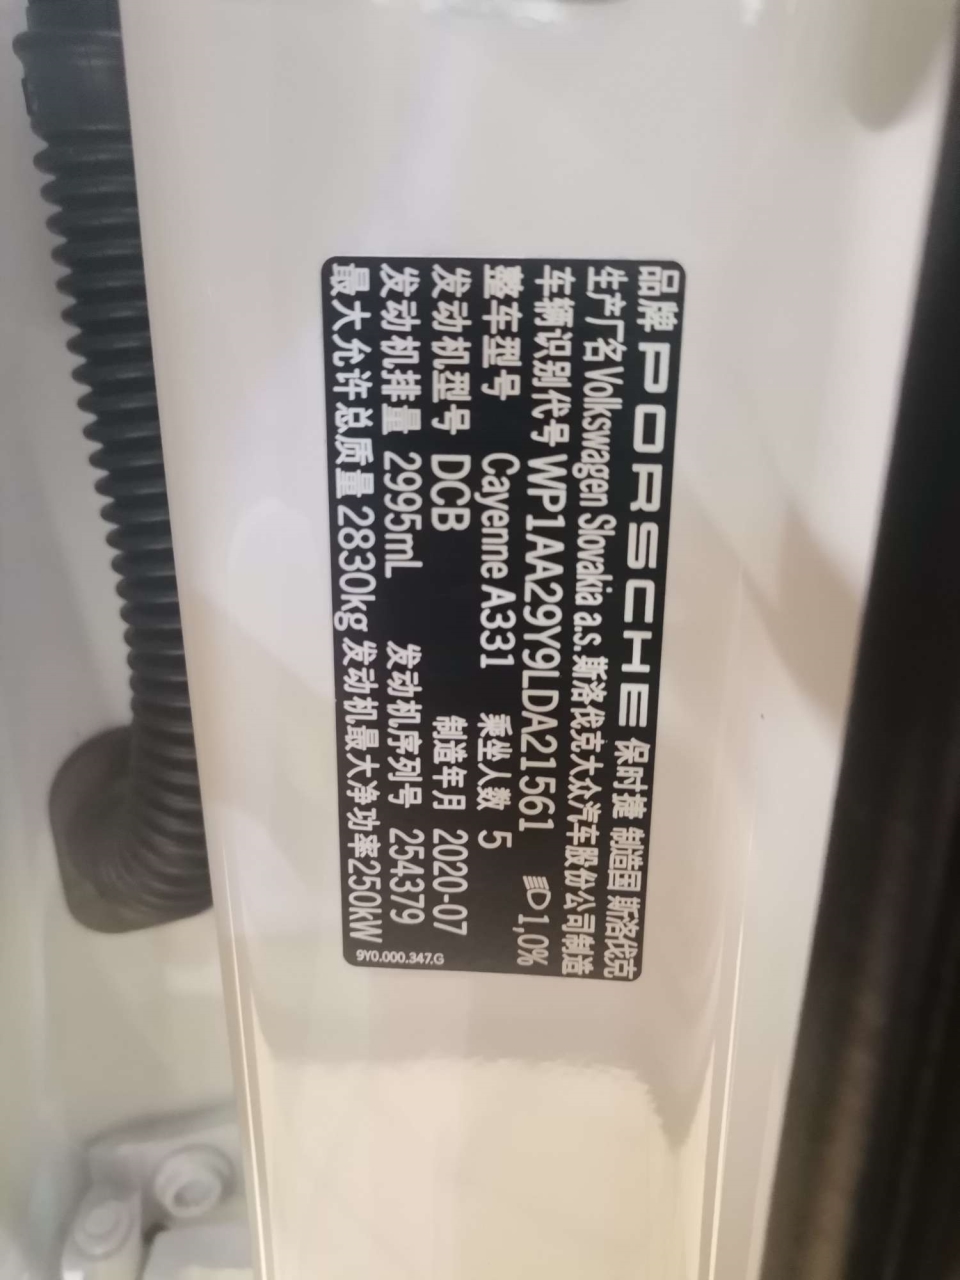 品牌 PORSCHE 保时捷 制造国 斯洛伐克
生产厂名 Volkswagen Slovakia a.s. 斯洛伐克大众汽车股份公司制造
车辆识别代号 WP1AA29Y9LDA21561 1,0%
整车型号 Cayenne A331 乘坐人数 5
发动机型号 DCB 制造年月 2020-07
发动机排量 2995mL 发动机序列号 254379
最大允许总质量 2830kg 发动机最大净功率250kW
9Y0.000.347.G